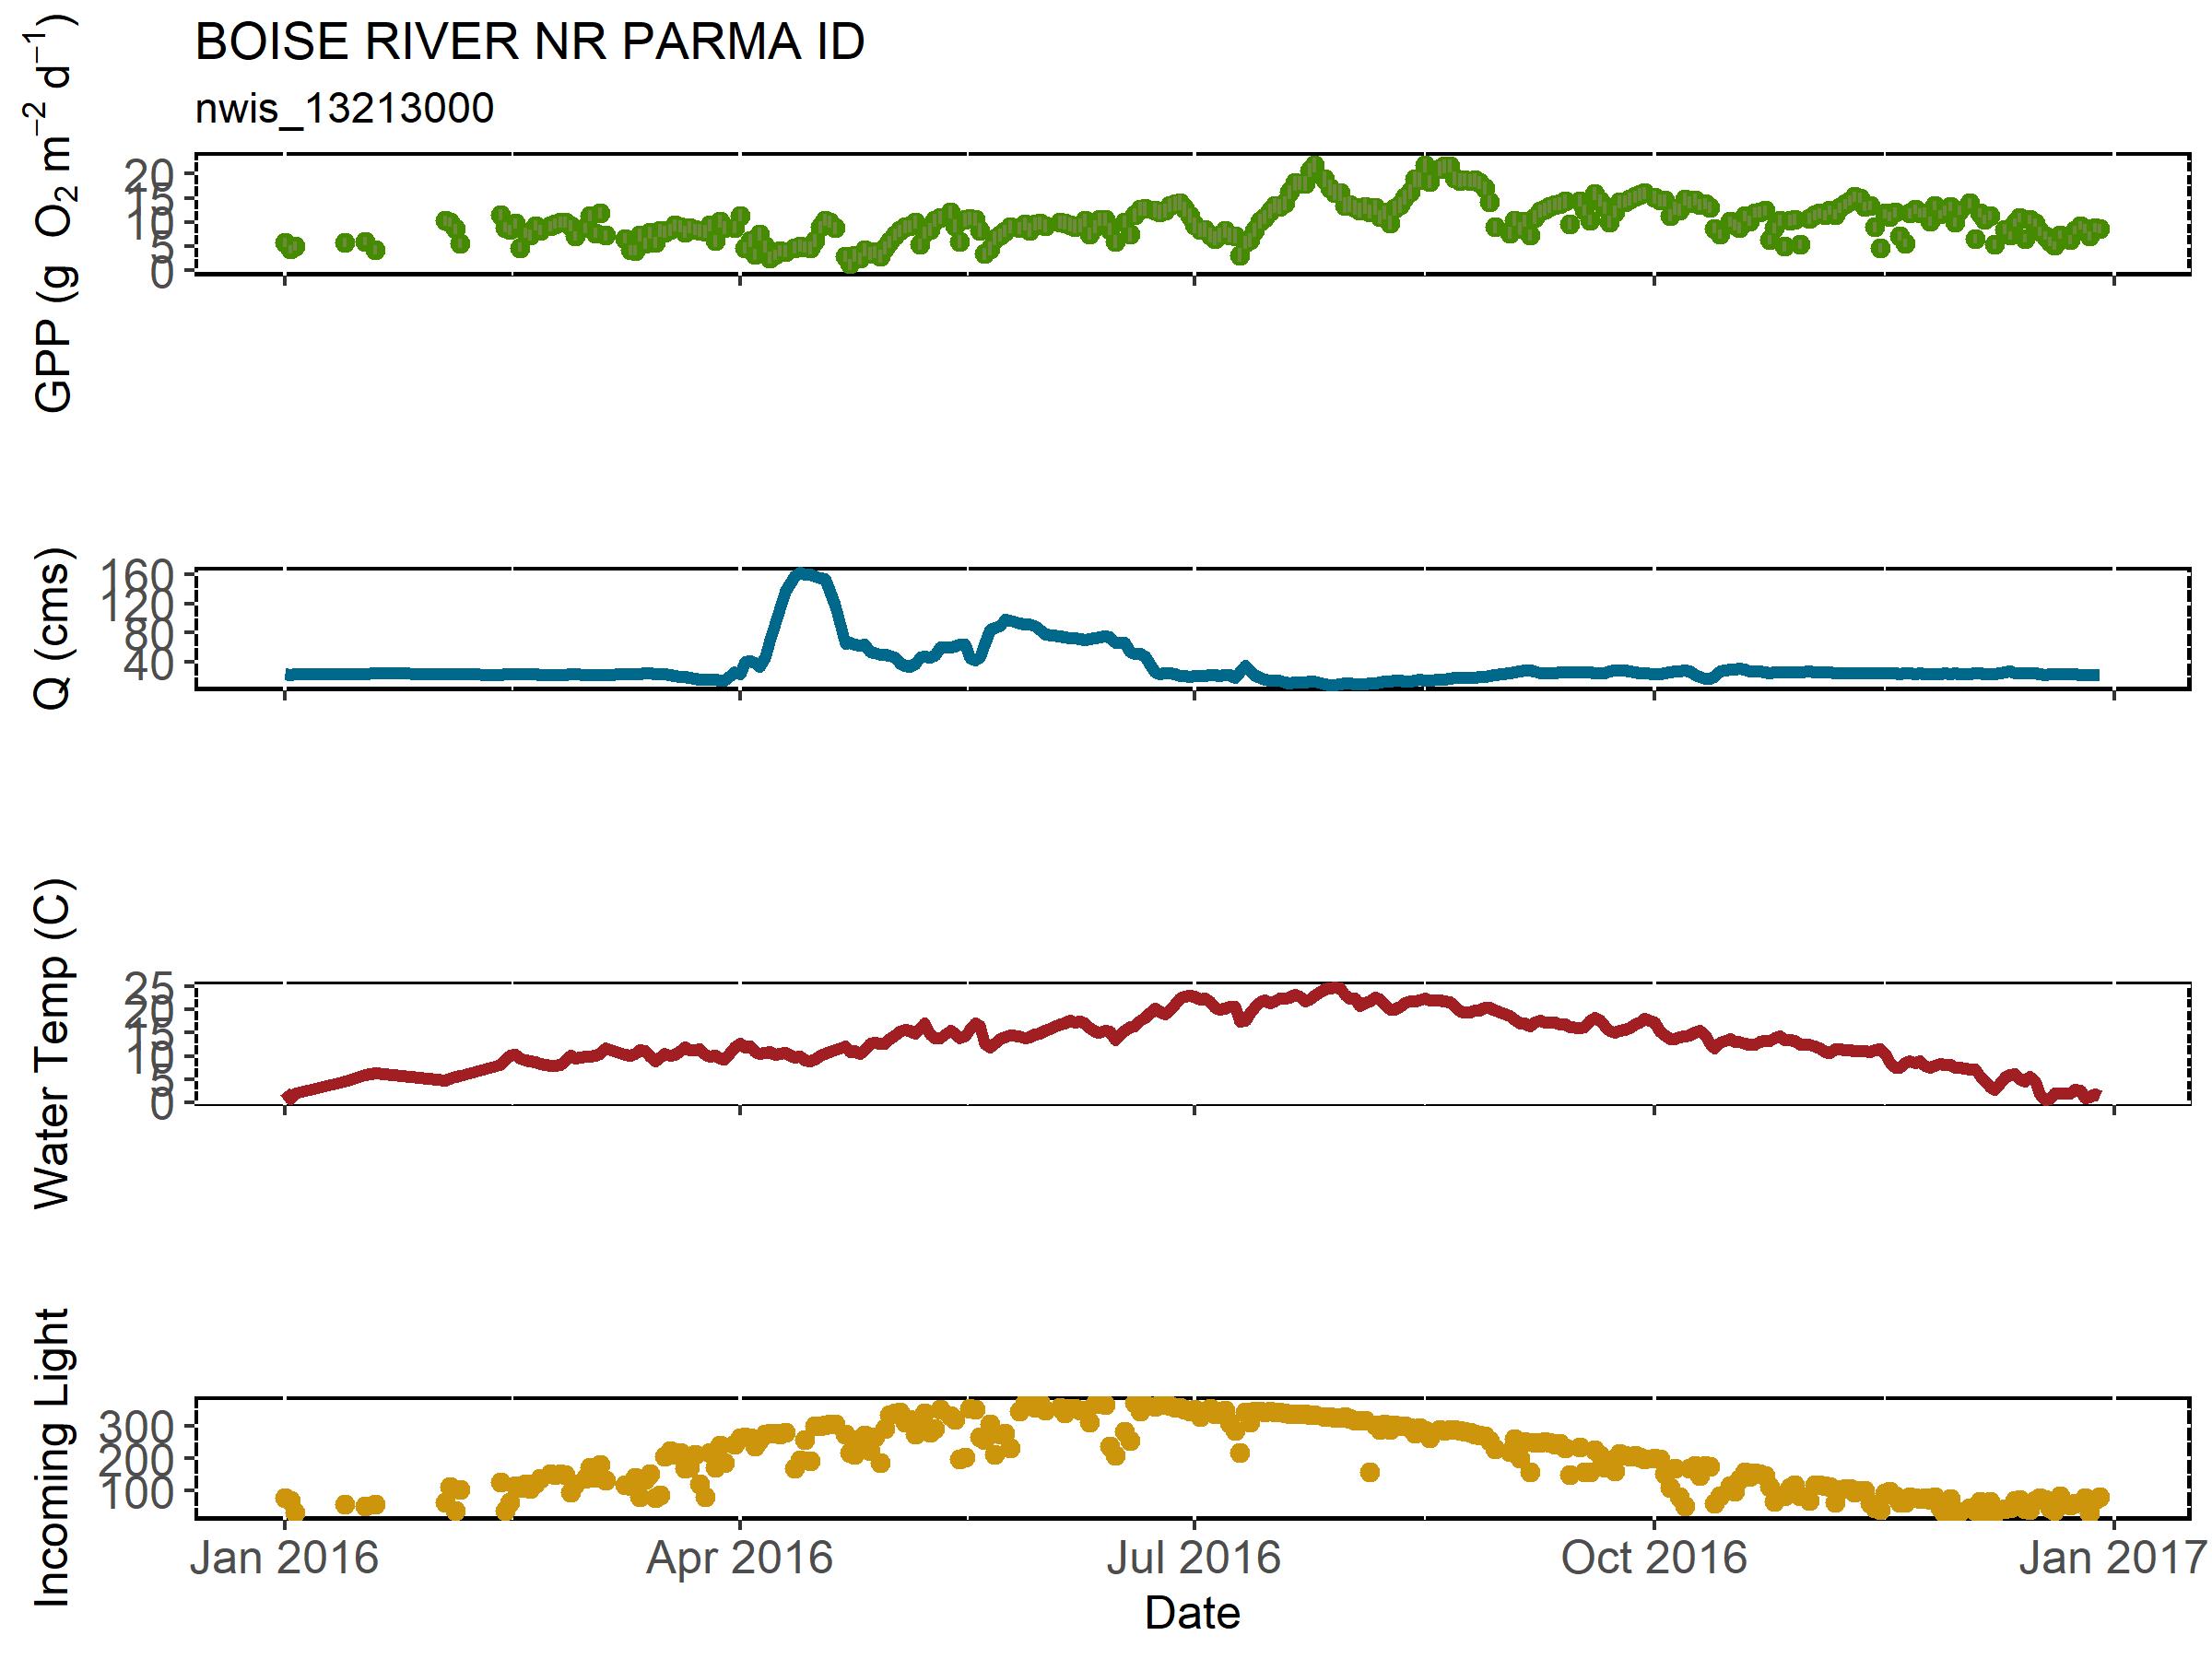 BOISE RIVER NR PARMA ID
nwis_13213000
GPP (g O₂ m⁻² d⁻¹)
20
15
10
5
0
Q (cms)
160
120
80
40
Water Temp (C)
25
20
15
10
5
0
Incoming Light
300
200
100
Jan 2016 Apr 2016 Jul 2016 Oct 2016 Jan 2017
Date